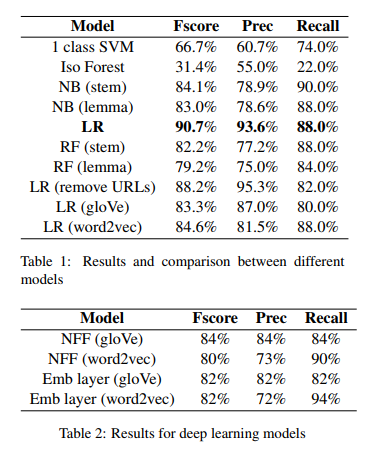 Model Fscore Prec Recall
1 class SVM 66.7% 60.7% 74.0%
Iso Forest 31.4% 55.0% 22.0%
NB (stem) 84.1% 78.9% 90.0%
NB (lemma) 83.0% 78.6% 88.0%
LR 90.7% 93.6% 88.0%
RF (stem) 82.2% 77.2% 88.0%
RF (lemma) 79.2% 75.0% 84.0%
LR (remove URLs) 88.2% 95.3% 82.0%
LR (gloVe) 83.3% 87.0% 80.0%
LR (word2vec) 84.6% 81.5% 88.0%
Table 1: Results and comparison between different
models
Model Fscore Prec Recall
NFF (gloVe) 84% 84% 84%
NFF (word2vec) 80% 73% 90%
Emb layer (gloVe) 82% 82% 82%
Emb layer (word2vec) 82% 72% 94%
Table 2: Results for deep learning models